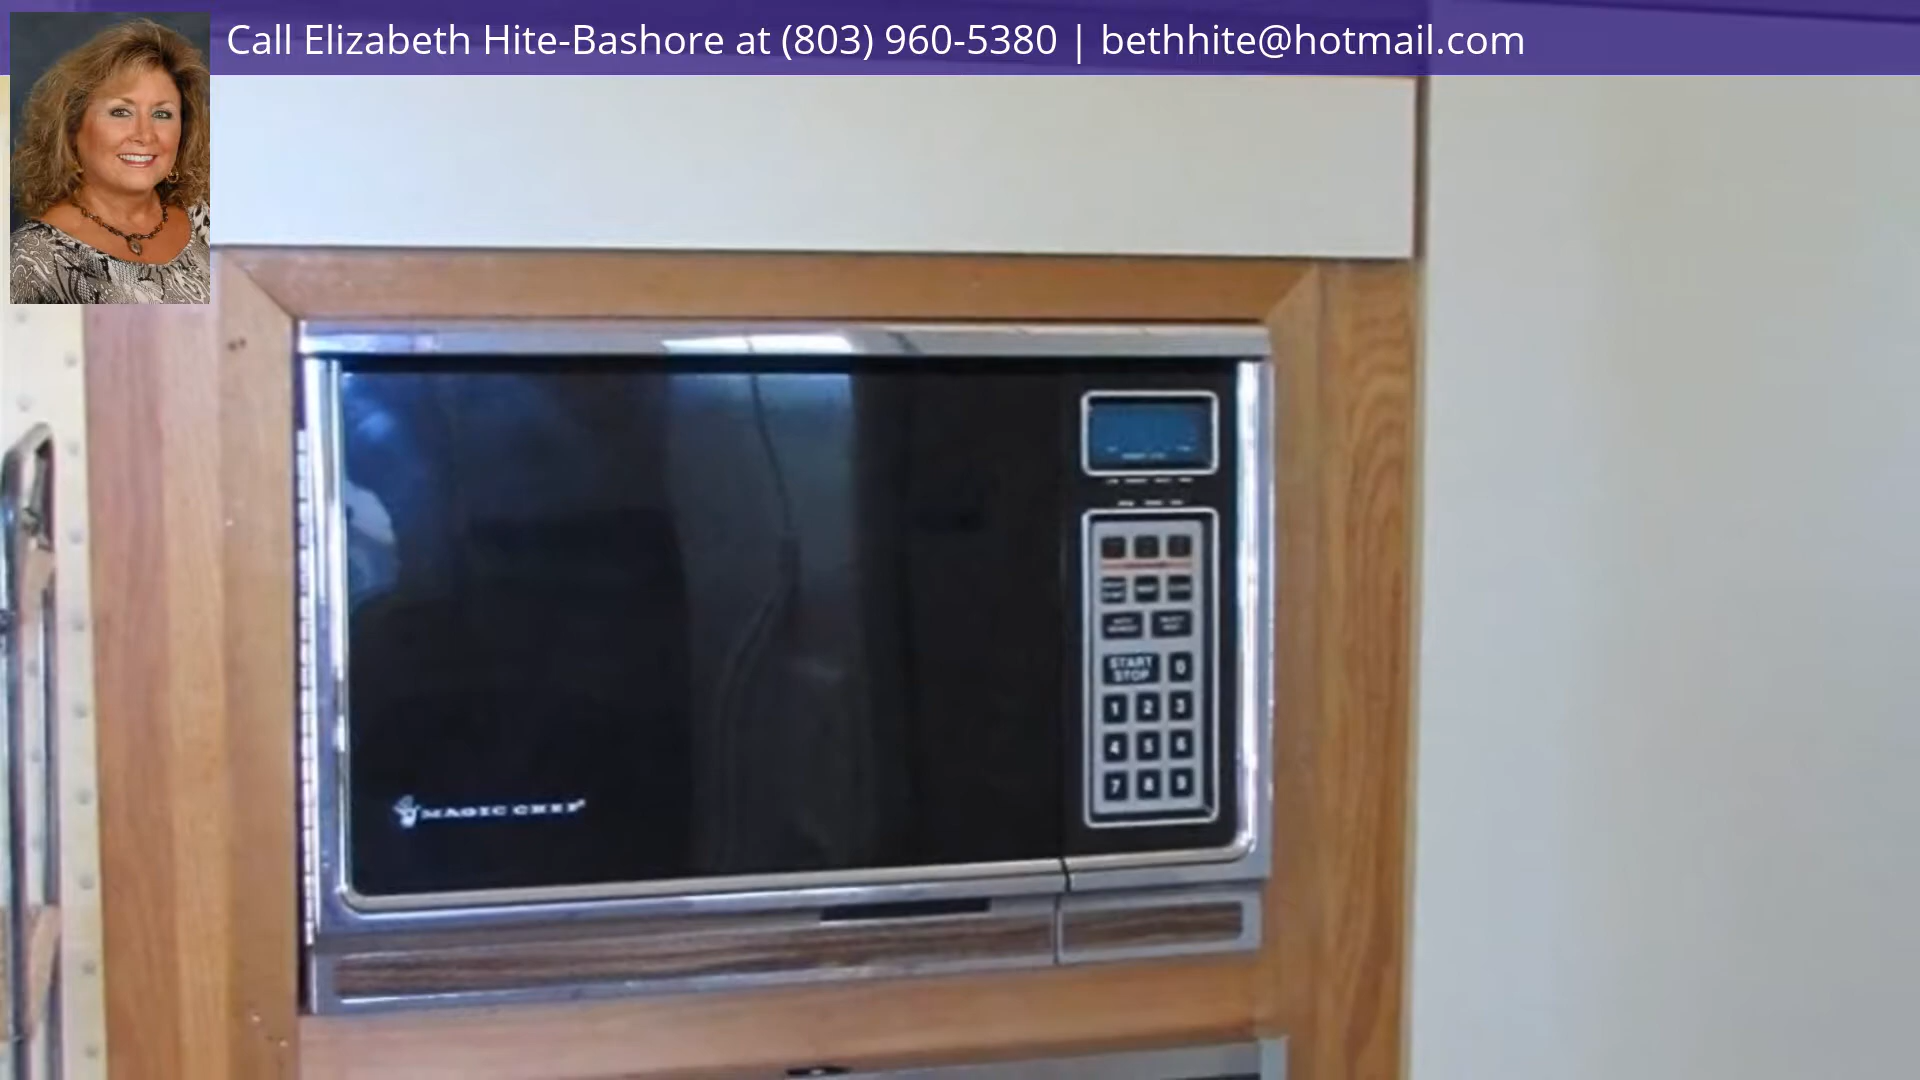 Call Elizabeth Hite-Bashore at (803) 960-5380 | bethhite@hotmail.com
MAGIC CHEF
START
STOP
0
1 2 3
4 5 6
7 8 9